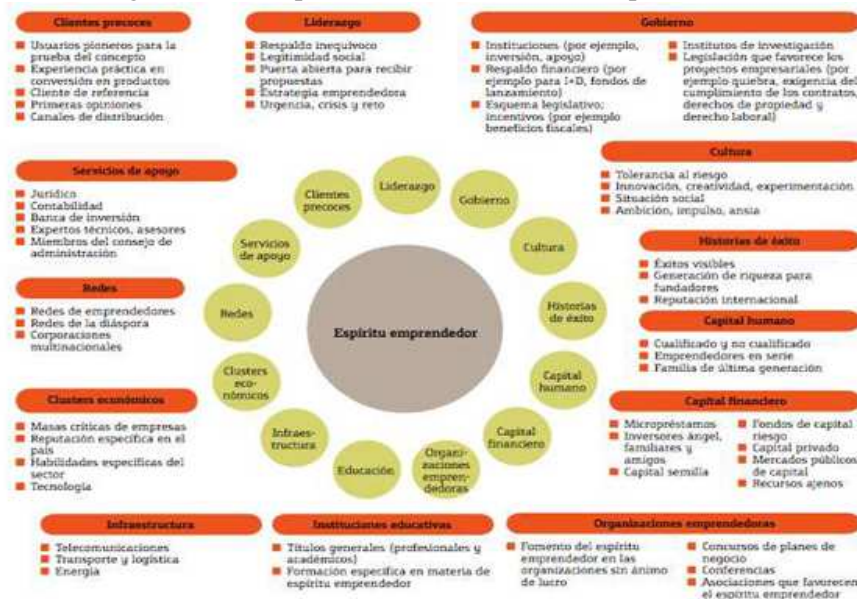 Clientes precoces
Usuarios pioneros para la
prueba del concepto
Experiencia práctica en
conversión en productos
Cliente de referencia
Primeras opiniones
Canales de distribución
Liderazgo
Respaldo inequívoco
Legitimidad social
Puerta abierta para recibir
propuestas
Estrategia emprendedora
Urgencia, crisis y reto
Gobierno
Instituciones (por ejemplo,
inversión, apoyo)
Respaldo financiero (por
ejemplo para I+D, fondos de
lanzamiento)
Esquema legislativo;
incentivos (por ejemplo
beneficios fiscales)
Institutos de investigación
Legislación que favorece los
proyectos empresariales (por
ejemplo quiebra, exigencia del
cumplimiento de los contratos,
derechos de propiedad y
derecho laboral)
Servicios de apoyo
Jurídico
Contabilidad
Banca de inversión
Expertos técnicos, asesores
Miembros del consejo de
administración
Redes
Redes de emprendedores
Redes de la diáspora
Corporaciones
multinacionales
Clusters económicos
Masas críticas de empresas
Reputación específica en el
país
Habilidades específicas del
sector
Tecnología
Liderazgo
Gobierno
Cultura
Historias
de éxito
Capital
humano
Capital
financiero
Organi-
zaciones
empren-
dedoras
Educación
Infraes-
tructura
Clusters
eco-
nómicos
Redes
Servicios
de apoyo
Clientes
precoces
Espíritu emprendedor
Cultura
Tolerancia al riesgo
Innovación, creatividad, experimentación
Situación social
Ambición, impulso, ansia
Historias de éxito
Éxitos visibles
Generación de riqueza para
fundadores
Reputación internacional
Capital humano
Cualificado y no cualificado
Emprendedores en serie
Familia de última generación
Capital financiero
Micropréstamos
Inversores ángel,
familiares y
amigos
Capital semilla
Fondos de capital
riesgo
Capital privado
Mercados públicos
de capital
Recursos ajenos
Infraestructura
Telecomunicaciones
Transporte y logística
Energía
Instituciones educativas
Títulos generales (profesionales y
académicos)
Formación específica en materia de
espíritu emprendedor
Organizaciones emprendedoras
Fomento del espíritu
emprendedor en las
organizaciones sin ánimo
de lucro
Concursos de planes de
negocio
Conferencias
Asociaciones que favorecen
el espíritu emprendedor